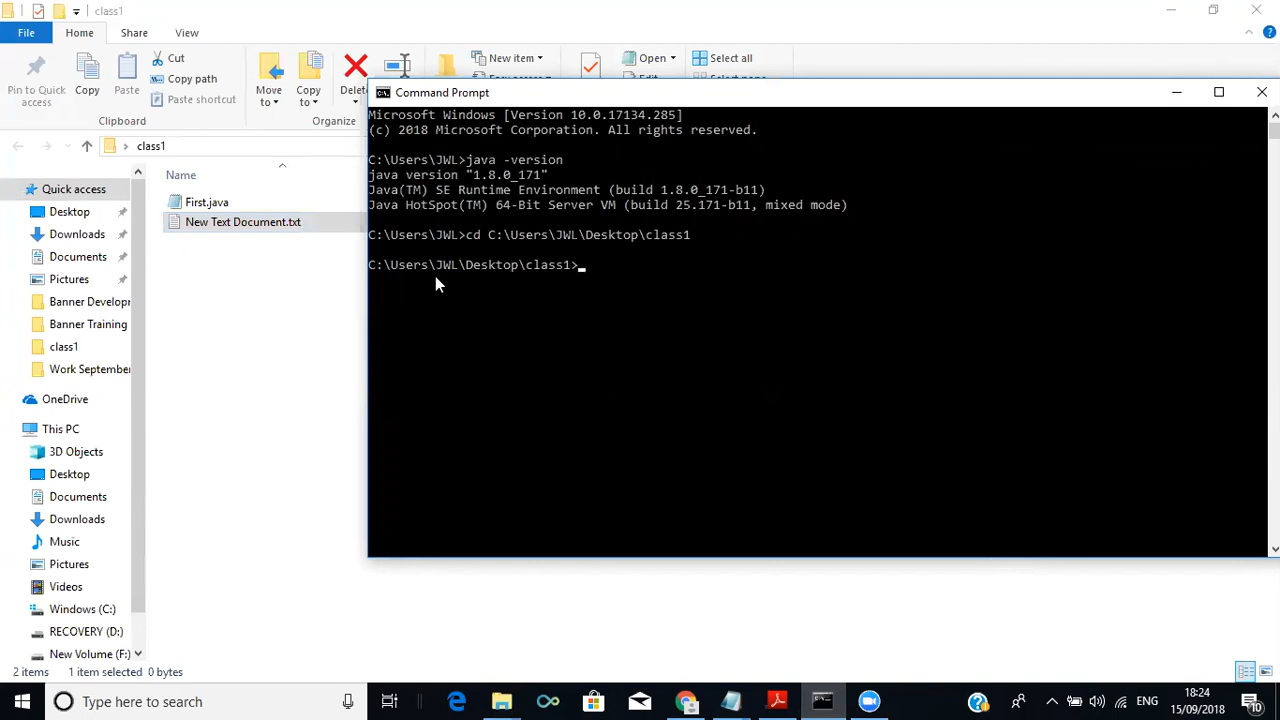 class1
File
Home
Share
View
Pin to Quick access
Copy
Paste
Cut
Copy path
Paste shortcut
Clipboard
Move to
Copy to
Delete
Organize
New item
Open
Select all
class1
Command Prompt
Microsoft Windows [Version 10.0.17134.285]
(c) 2018 Microsoft Corporation. All rights reserved.
C:\Users\JWL>java -version
java version "1.8.0_171"
Java(TM) SE Runtime Environment (build 1.8.0_171-b11)
Java HotSpot(TM) 64-Bit Server VM (build 25.171-b11, mixed mode)
C:\Users\JWL>cd C:\Users\JWL\Desktop\class1
C:\Users\JWL\Desktop\class1>_
Quick access
Desktop
Downloads
Documents
Pictures
Banner Develop
Banner Training
class1
Work September
OneDrive
This PC
3D Objects
Desktop
Documents
Downloads
Music
Pictures
Videos
Windows (C:)
RECOVERY (D:)
New Volume (F:)
Name
First.java
New Text Document.txt
2 items
1 item selected 0 bytes
Type here to search
ENG
18:24
15/09/2018
10